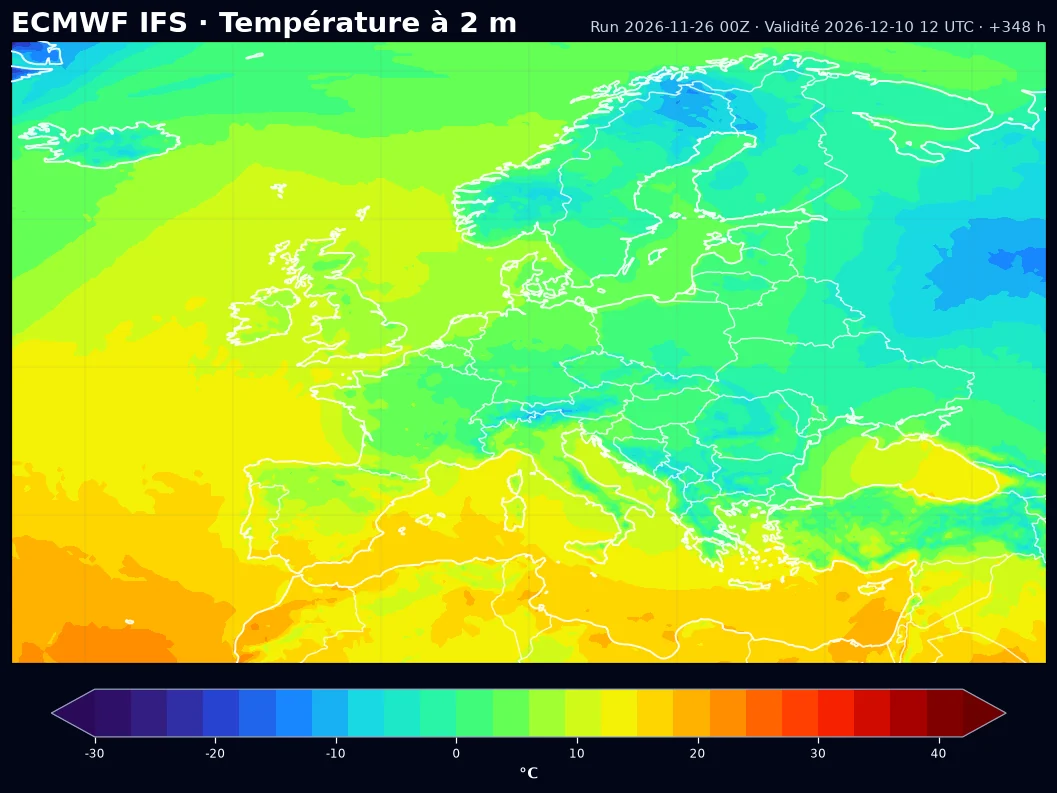 ECMWF IFS · Température à 2 m
Run 2026-11-26 00Z · Validité 2026-12-10 12 UTC · +348 h
-30 -20 -10 0 10 20 30 40
°C